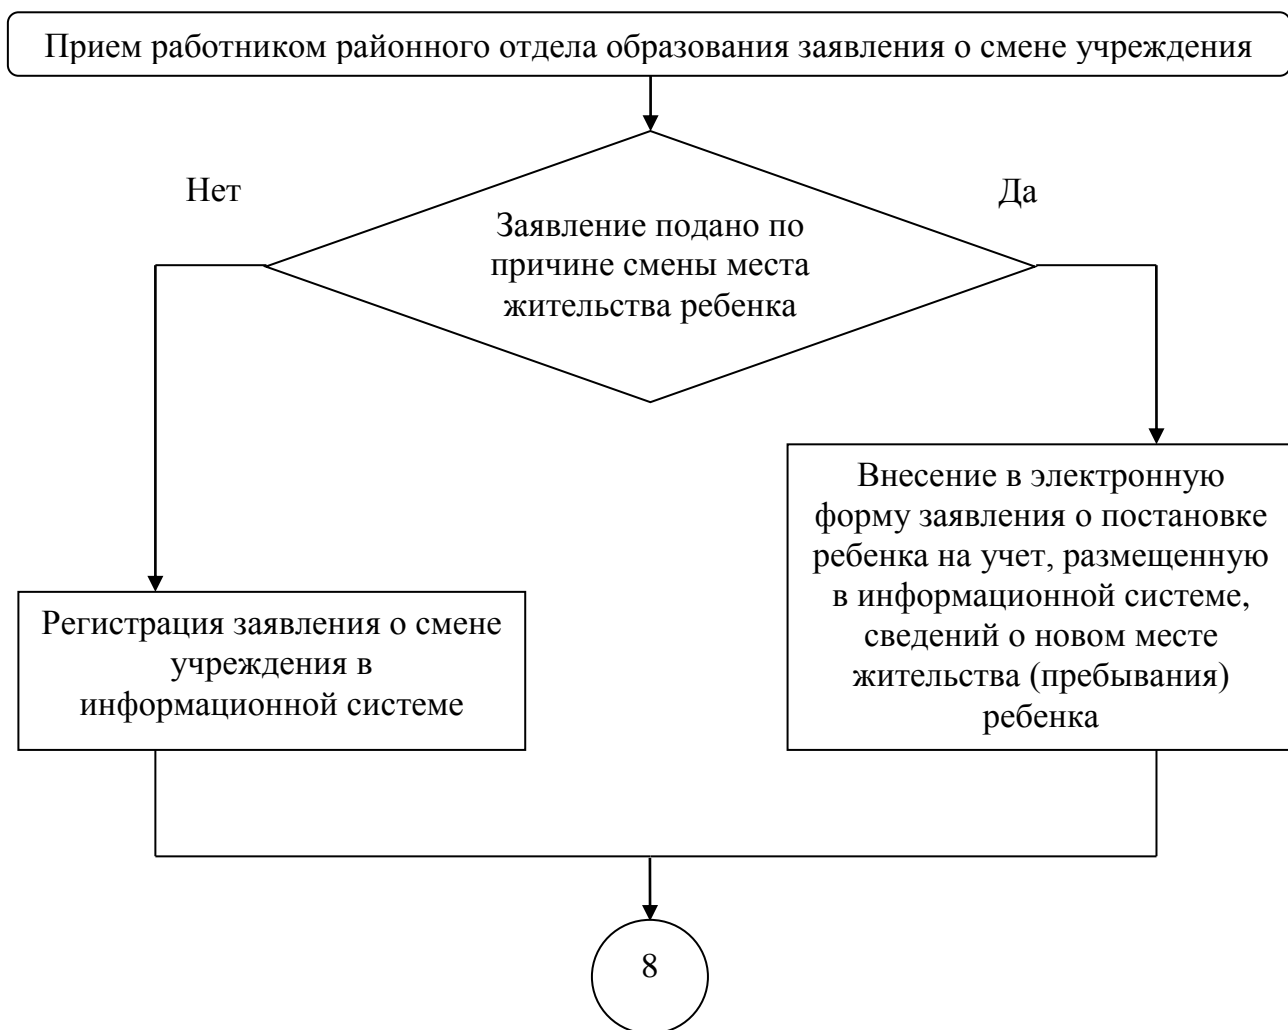 Прием работником районного отдела образования заявления о смене учреждения
Нет
Да
Заявление подано по
причине смены места
жительства ребенка
Внесение в электронную
форму заявления о постановке
ребенка на учет, размещенную
в информационной системе,
сведений о новом месте
жительства (пребывания)
ребенка
Регистрация заявления о смене
учреждения в
информационной системе
8